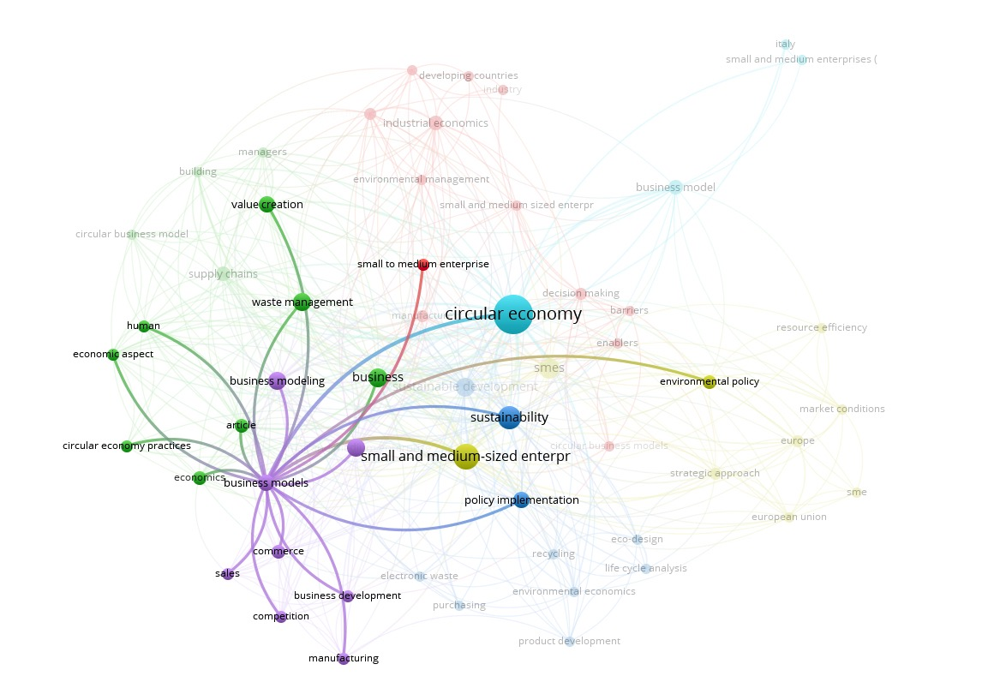 italy
small and medium enterprises (
developing countries
industry
industrial economics
managers
building
environmental management
business model
value creation
small and medium sized enterpr
circular business model
small to medium enterprise
supply chains
decision making
waste management
barriers
manufactur
circular economy
human
resource efficiency
enablers
economic aspect
smes
business
business modeling
environmental policy
sustainable development
market conditions
sustainability
article
europe
circular economy practices
circular business models
small and medium-sized enterpr
strategic approach
economics
business models
sme
policy implementation
european union
eco-design
commerce
recycling
life cycle analysis
sales
electronic waste
environmental economics
business development
purchasing
competition
product development
manufacturing